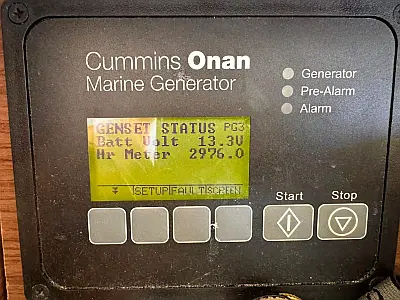 Cummins Onan
Marine Generator
Generator
Pre-Alarm
Alarm
GENSET STATUS PG3
Batt Volt 13.3V
Hr Meter 2976.0
SETUP FAULT SCREEN
Start Stop